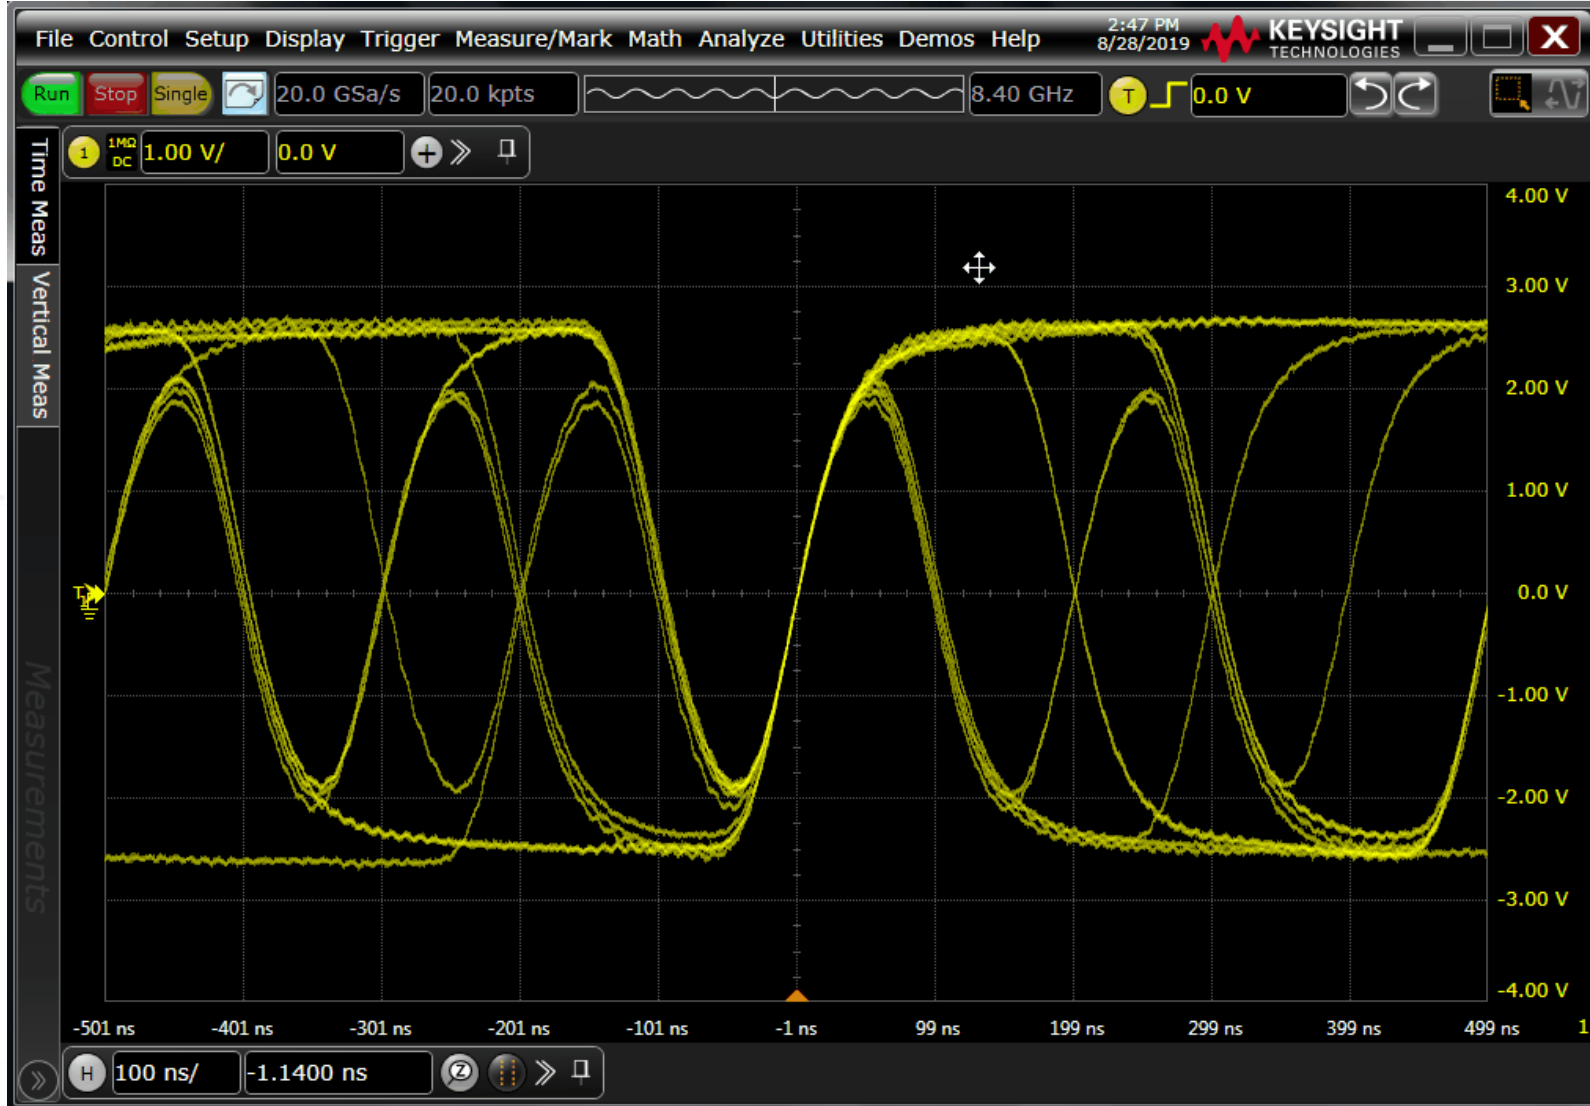 File Control Setup Display Trigger Measure/Mark Math Analyze Utilities Demos Help
2:47 PM
8/28/2019
KEYSIGHT
TECHNOLOGIES
X
Run Stop Single 20.0 GSa/s 20.0 kpts 8.40 GHz T 0.0 V
1 1MΩ DC 1.00 V/ 0.0 V +
Time Meas
Vertical Meas
Measurements
4.00 V
3.00 V
2.00 V
1.00 V
T
0.0 V
-1.00 V
-2.00 V
-3.00 V
-4.00 V
-501 ns -401 ns -301 ns -201 ns -101 ns -1 ns 99 ns 199 ns 299 ns 399 ns 499 ns 1
H 100 ns/ -1.1400 ns Z